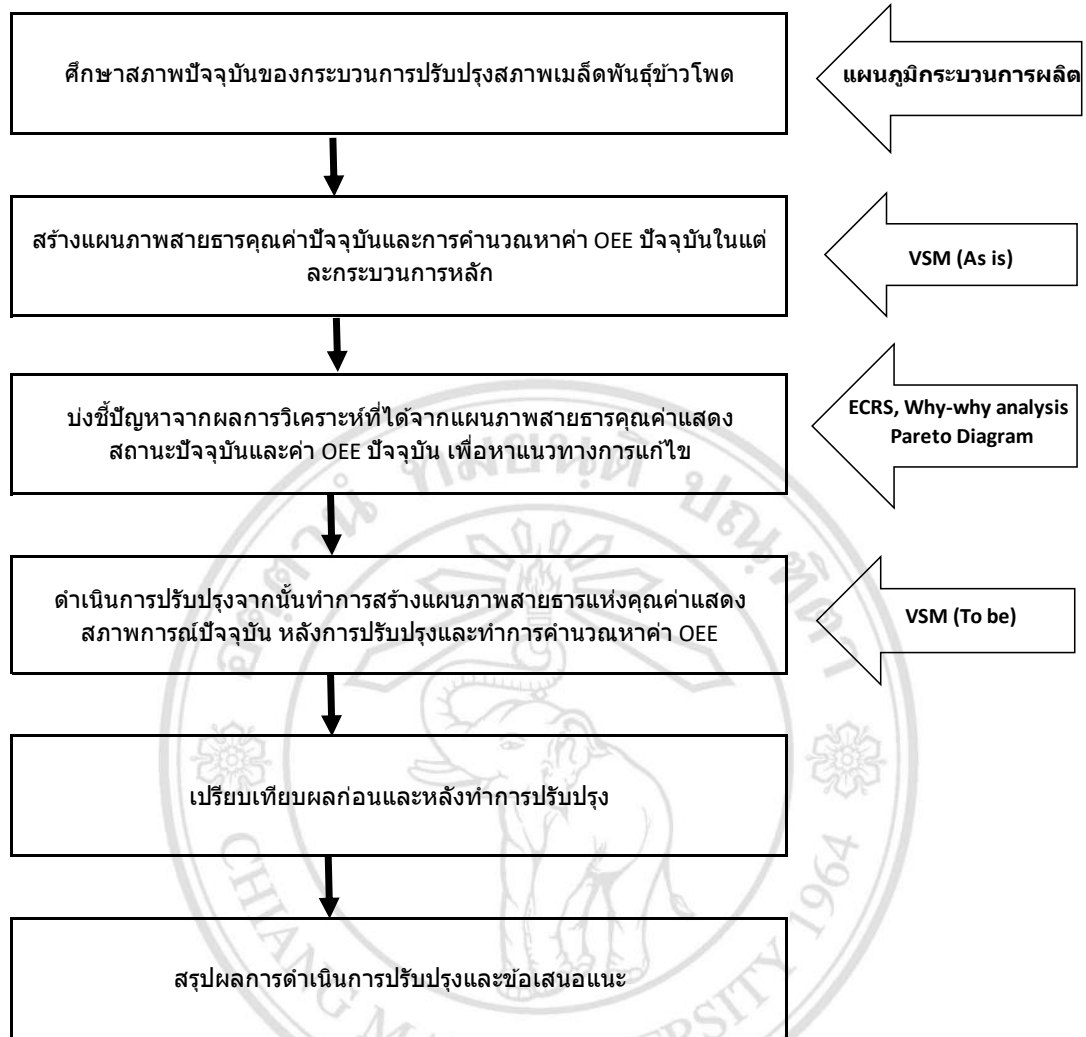 ศึกษาสภาพปัจจุบันของกระบวนการปรับปรุงสภาพเมล็ดพันธุ์ข้าวโพด
แผนภูมิกระบวนการผลิต
สร้างแผนภาพสายธารคุณค่าปัจจุบันและการคำนวณหาค่า OEE ปัจจุบันในแต่
ละกระบวนการหลัก
VSM (As is)
บ่งชี้ปัญหาจากผลการวิเคราะห์ที่ได้จากแผนภาพสายธารคุณค่าแสดง
สถานะปัจจุบันและค่า OEE ปัจจุบัน เพื่อหาแนวทางการแก้ไข
ECRS, Why-why analysis
Pareto Diagram
ดำเนินการปรับปรุงจากนั้นทำการสร้างแผนภาพสายธารแห่งคุณค่าแสดง
สภาพการณ์ปัจจุบัน หลังการปรับปรุงและทำการคำนวณหาค่า OEE
VSM (To be)
เปรียบเทียบผลก่อนและหลังทำการปรับปรุง
สรุปผลการดำเนินการปรับปรุงและข้อเสนอแนะ